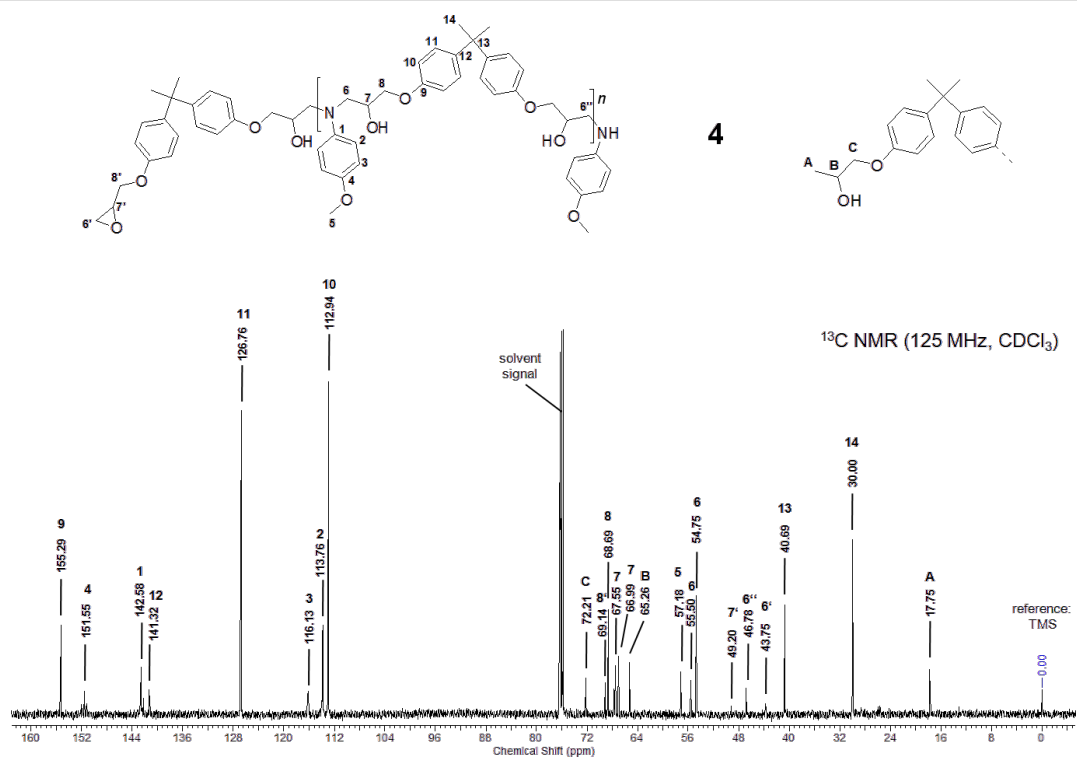 14
11
13
10
12
6
8
7
9
O
N
OH
1
2
3
4
O
5
O
OH
8'
O
7'
6'
O
6''
n
O
HO
NH
O
4
A
B
C
O
OH
13C NMR (125 MHz, CDCl3)
solvent
signal
9
155.29
4
151.55
1
142.58
12
141.32
11
126.76
3
116.13
2
113.76
10
112.94
C
72.21
8'
69.14
8
68.69
7
67.55
7
66.99
B
65.26
5
57.18
6
55.50
6
54.75
7'
49.20
6''
46.78
6'
43.75
13
40.69
14
30.00
A
17.75
reference:
TMS
0.00
160 152 144 136 128 120 112 104 96 88 80 72 64 56 48 40 32 24 16 8 0
Chemical Shift (ppm)